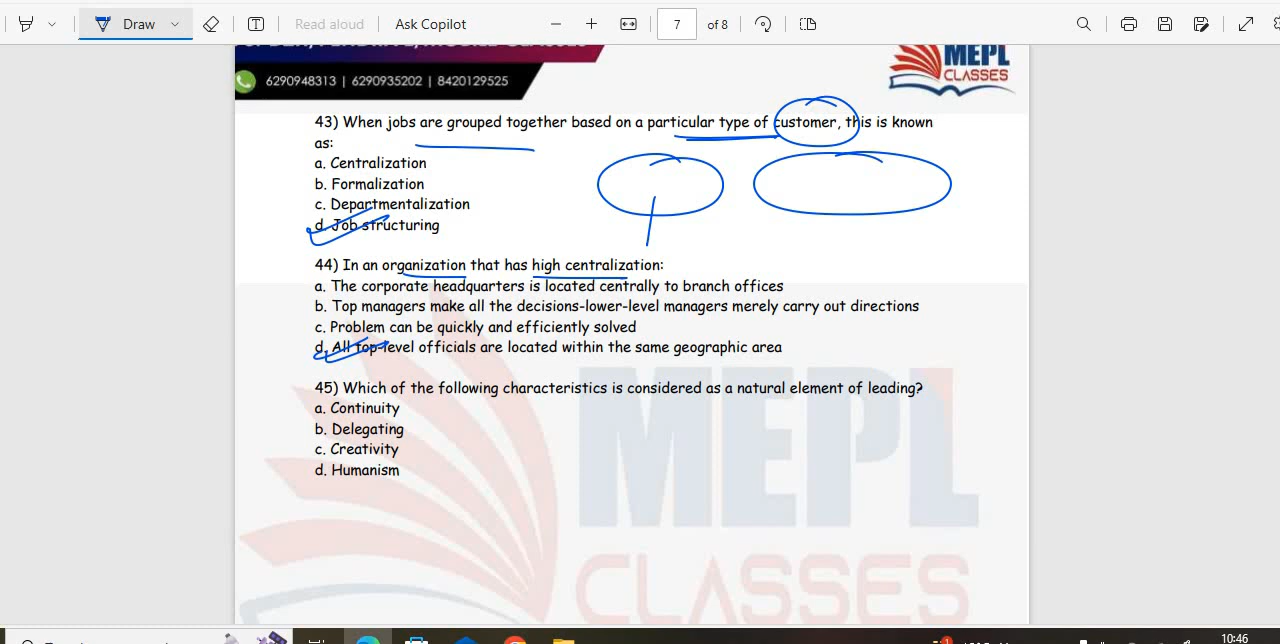 Draw
Read aloud
Ask Copilot
7
of 8
MEPL
CLASSES
6290948313 | 6290935202 | 8420129525
43) When jobs are grouped together based on a particular type of customer, this is known
as:
a. Centralization
b. Formalization
c. Departmentalization
d. Job structuring
44) In an organization that has high centralization:
a. The corporate headquarters is located centrally to branch offices
b. Top managers make all the decisions-lower-level managers merely carry out directions
c. Problem can be quickly and efficiently solved
d. All top-level officials are located within the same geographic area
45) Which of the following characteristics is considered as a natural element of leading?
a. Continuity
b. Delegating
c. Creativity
d. Humanism
MEPL
CLASSES
10:46